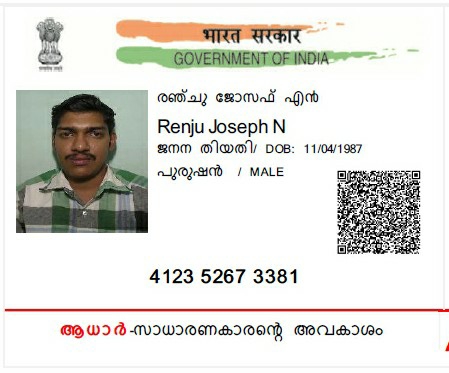 भारत सरकार
GOVERNMENT OF INDIA
രഞ്ചു ജോസഫ് എൻ
Renju Joseph N
ജനന തിയതി/ DOB: 11/04/1987
പുരുഷൻ / MALE
4123 5267 3381
ആധാർ-സാധാരണകാരന്റെ അവകാശം